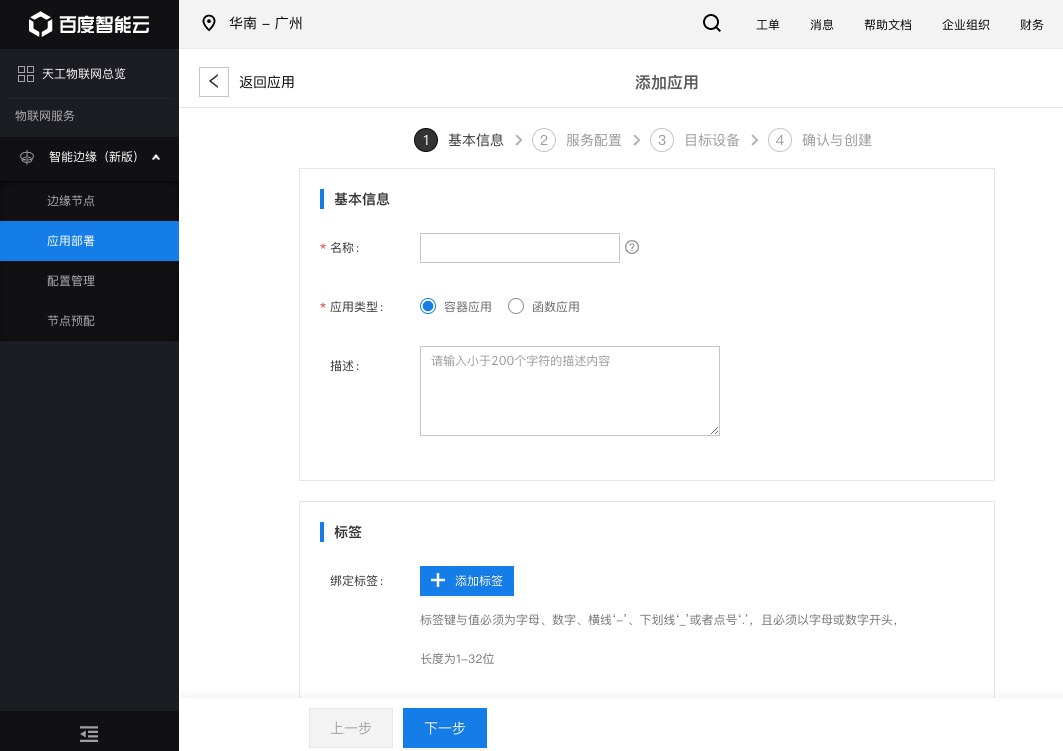 百度智能云
华南 – 广州
工单
消息
帮助文档
企业组织
财务
天工物联网总览
物联网服务
智能边缘（新版）
边缘节点
应用部署
配置管理
节点预配
返回应用
添加应用
1 基本信息
2 服务配置
3 目标设备
4 确认与创建
基本信息
* 名称：
?
* 应用类型： 容器应用 函数应用
描述： 请输入小于200个字符的描述内容
标签
绑定标签： 添加标签
标签键与值必须为字母、数字、横线‘-’、下划线‘_’或者点号‘.’，且必须以字母或数字开头，
长度为1-32位
上一步
下一步